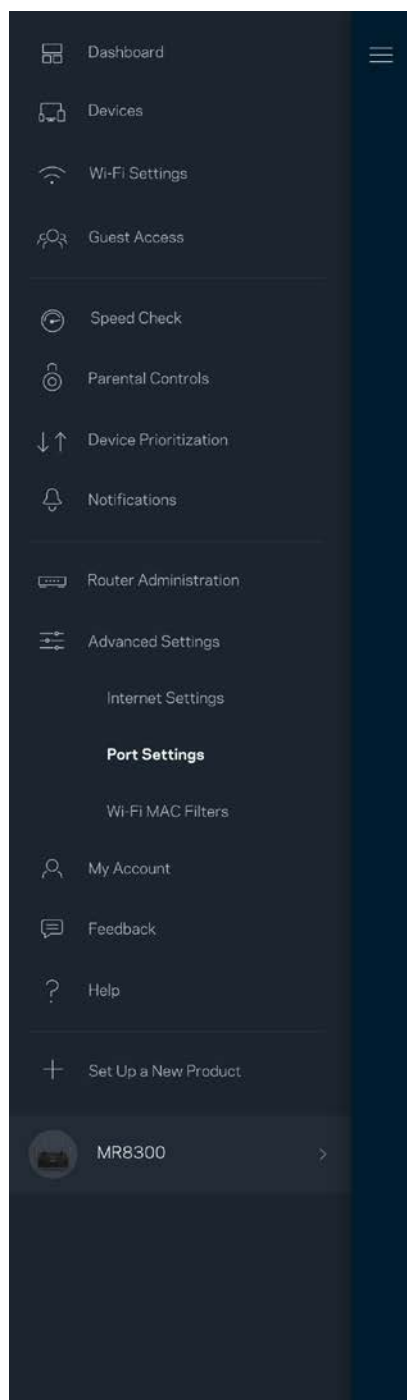 Dashboard
Devices
Wi-Fi Settings
Guest Access
Speed Check
Parental Controls
Device Prioritization
Notifications
Router Administration
Advanced Settings
Internet Settings
Port Settings
Wi-Fi MAC Filters
My Account
Feedback
Help
Set Up a New Product
MR8300